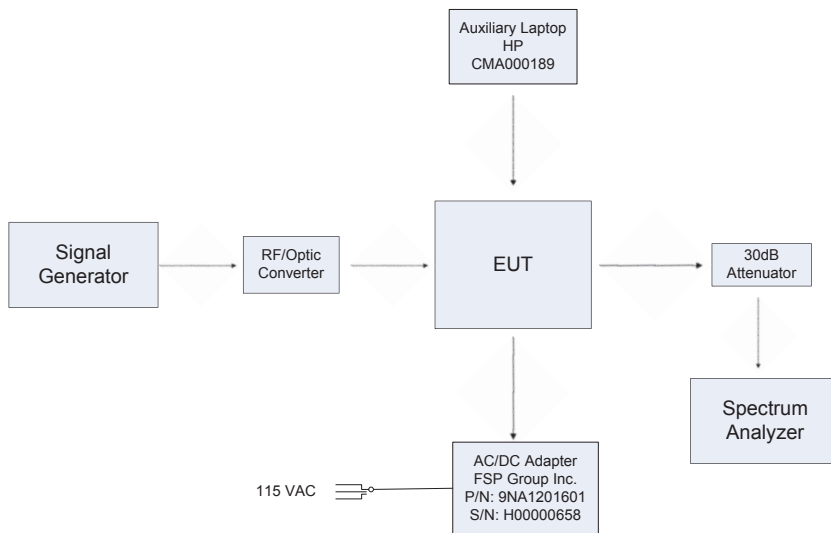 Auxiliary Laptop
HP
CMA000189
Signal
Generator
RF/Optic
Converter
EUT
30dB
Attenuator
Spectrum
Analyzer
AC/DC Adapter
FSP Group Inc.
P/N: 9NA1201601
S/N: H00000658
115 VAC